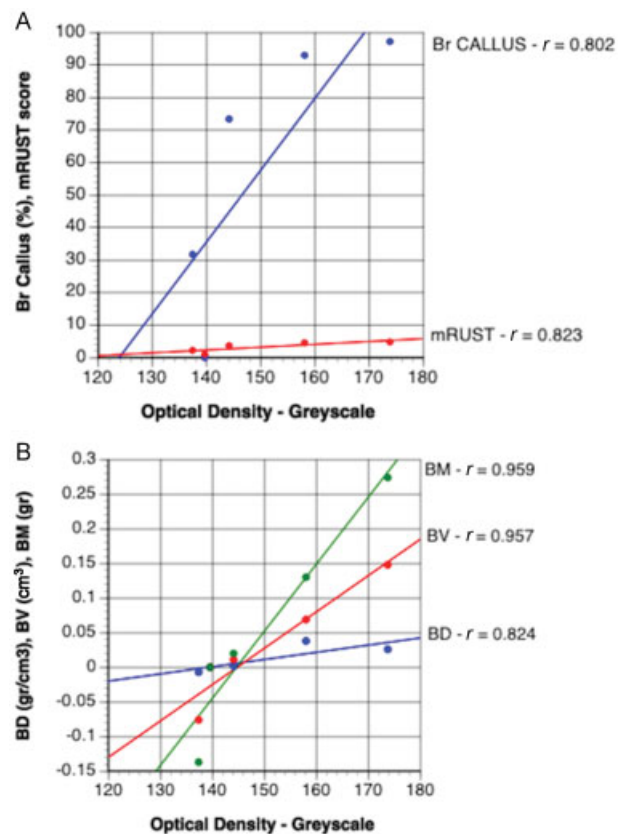 A
Br Callus (%), mRUST score
100
90
80
70
60
50
40
30
20
10
0
120 130 140 150 160 170 180
Optical Density - Greyscale
Br CALLUS - r = 0.802
mRUST - r = 0.823
B
BD (gr/cm3), BV (cm³), BM (gr)
0.3
0.25
0.2
0.15
0.1
0.05
0
-0.05
-0.1
-0.15
120 130 140 150 160 170 180
Optical Density - Greyscale
BM - r = 0.959
BV - r = 0.957
BD - r = 0.824